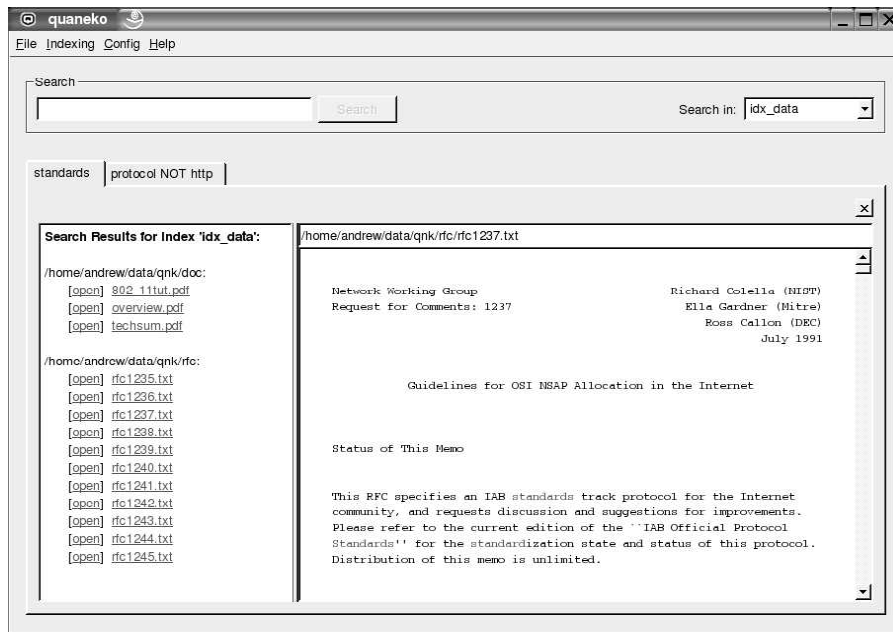 quaneko
File Indexing Config Help
Search
Search
Search in: idx_data
standards
protocol NOT http
Search Results for Index 'idx_data':
/home/andrew/data/qnk/doc:
[open] 802_11tut.pdf
[open] overview.pdf
[open] techsum.pdf
/home/andrew/data/qnk/rfc:
[open] rfc1235.txt
[open] rfc1236.txt
[open] rfc1237.txt
[open] rfc1238.txt
[open] rfc1239.txt
[open] rfc1240.txt
[open] rfc1241.txt
[open] rfc1242.txt
[open] rfc1243.txt
[open] rfc1244.txt
[open] rfc1245.txt
/home/andrew/data/qnk/rfc/rfc1237.txt
Network Working Group Richard Colella (NIST)
Request for Comments: 1237 Ella Gardner (Mitre)
Ross Callon (DEC)
July 1991
Guidelines for OSI NSAP Allocation in the Internet
Status of This Memo
This RFC specifies an IAB standards track protocol for the Internet
community, and requests discussion and suggestions for improvements.
Please refer to the current edition of the ``IAB Official Protocol
Standards'' for the standardization state and status of this protocol.
Distribution of this memo is unlimited.